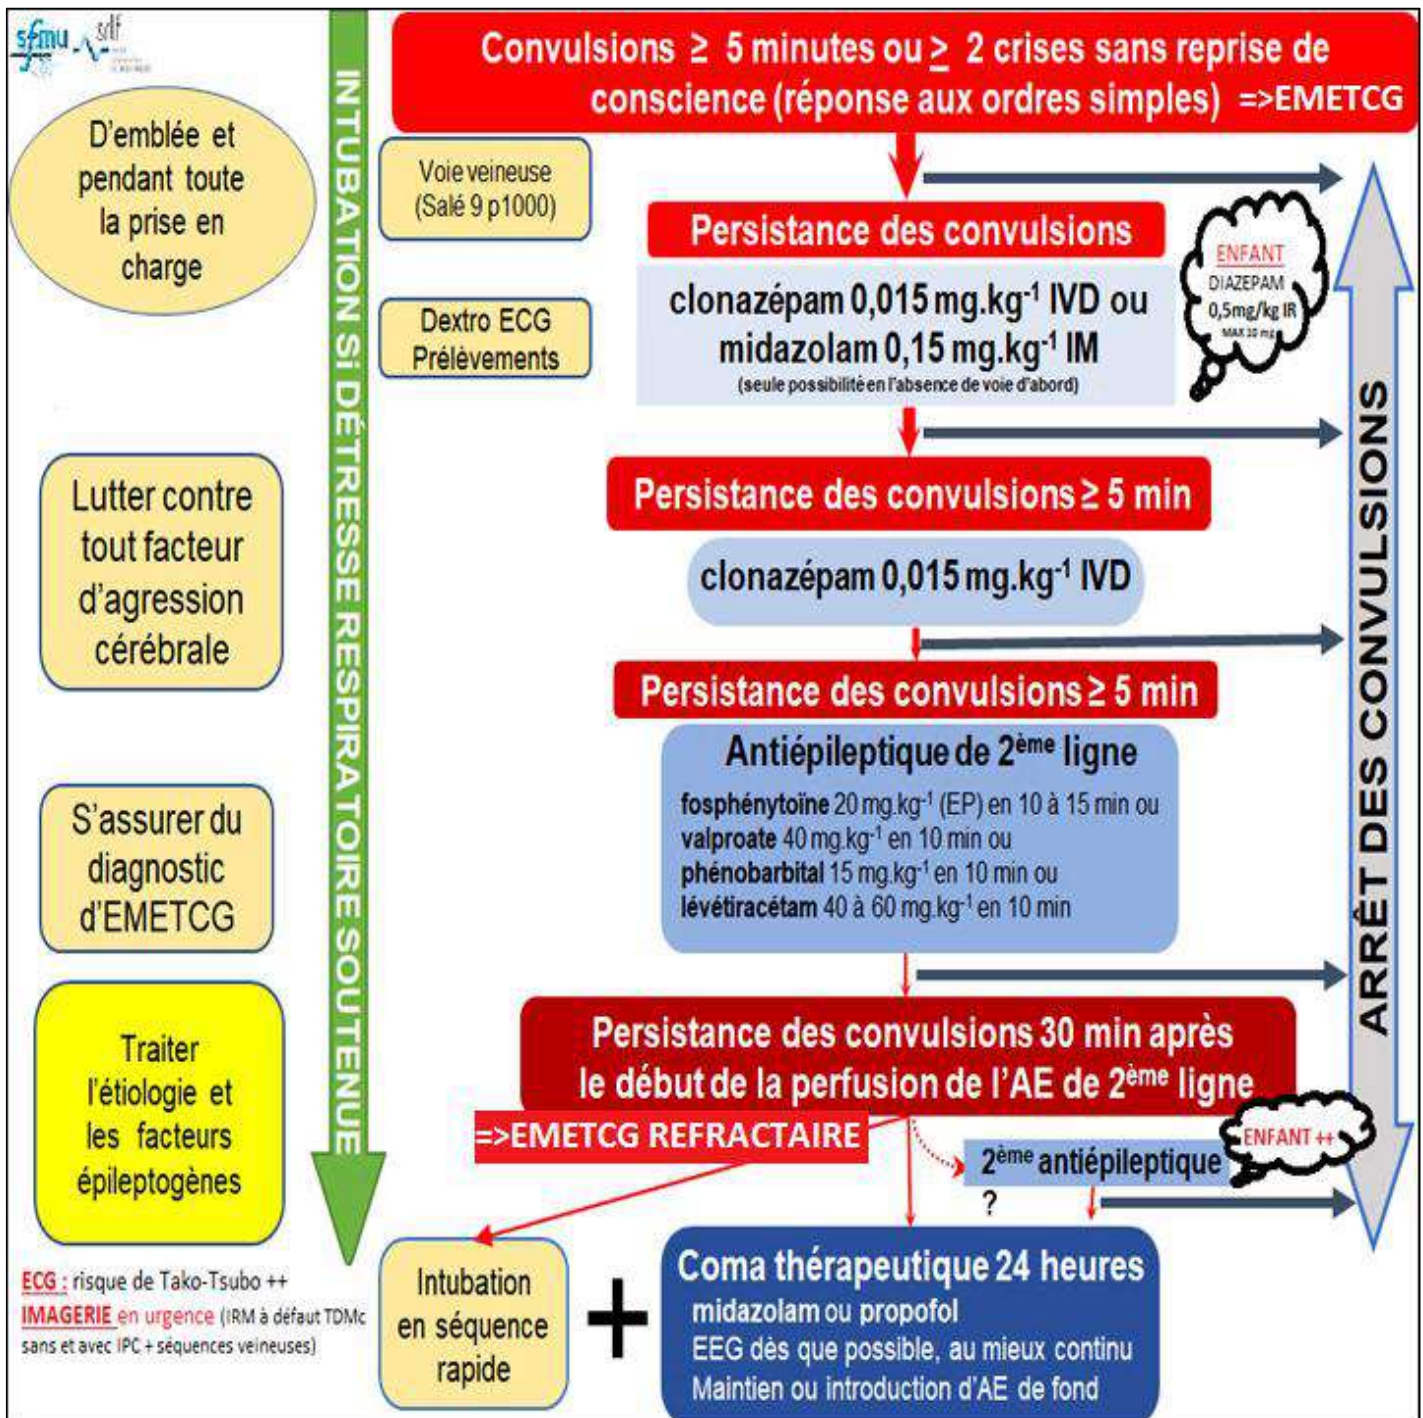 sfmu
srlf
Convulsions ≥ 5 minutes ou ≥ 2 crises sans reprise de
conscience (réponse aux ordres simples) =>EMETCG
D'emblée et
pendant toute
la prise en
charge
INTUBATION Si DÉTRESSE RESPIRATOIRE SOUTENUE
Voie veineuse
(Salé 9 p1000)
Persistance des convulsions
ENFANT
DIAZEPAM
0,5mg/kg IR
MAX 10 mg
clonazépam 0,015 mg.kg⁻¹ IVD ou
midazolam 0,15 mg.kg⁻¹ IM
(seule possibilité en l'absence de voie d'abord)
Dextro ECG
Prélèvements
ARRÊT DES CONVULSIONS
Persistance des convulsions ≥ 5 min
Lutter contre
tout facteur
d'agression
cérébrale
clonazépam 0,015 mg.kg⁻¹ IVD
Persistance des convulsions ≥ 5 min
Antiépileptique de 2ème ligne
fosphénytoïne 20 mg.kg⁻¹ (EP) en 10 à 15 min ou
valproate 40 mg.kg⁻¹ en 10 min ou
phénobarbital 15 mg.kg⁻¹ en 10 min ou
lévétiracétam 40 à 60 mg.kg⁻¹ en 10 min
S'assurer du
diagnostic
d'EMETCG
Persistance des convulsions 30 min après
le début de la perfusion de l'AE de 2ème ligne
=>EMETCG REFRACTAIRE
Traiter
l'étiologie et
les facteurs
épileptogènes
ENFANT ++
2ème antiépileptique
?
Intubation
en séquence
rapide
+
Coma thérapeutique 24 heures
midazolam ou propofol
EEG dès que possible, au mieux continu
Maintien ou introduction d'AE de fond
ECG : risque de Tako-Tsubo ++
IMAGERIE en urgence (IRM à défaut TDMc
sans et avec IPC + séquences veineuses)